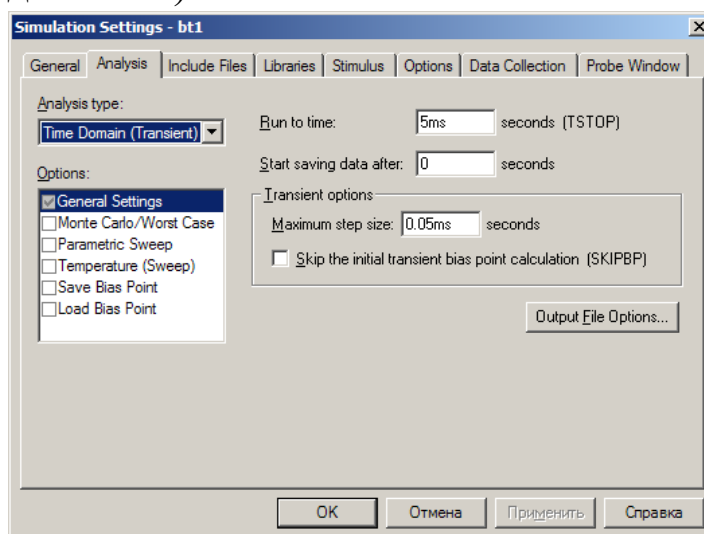 Simulation Settings - bt1
General Analysis Include Files Libraries Stimulus Options Data Collection Probe Window
Analysis type:
Time Domain (Transient)
Run to time: 5ms seconds (TSTOP)
Start saving data after: 0 seconds
Options:
General Settings
Monte Carlo/Worst Case
Parametric Sweep
Temperature (Sweep)
Save Bias Point
Load Bias Point
Transient options
Maximum step size: 0.05ms seconds
Skip the initial transient bias point calculation (SKIPBP)
Output File Options...
OK Отмена Применить Справка